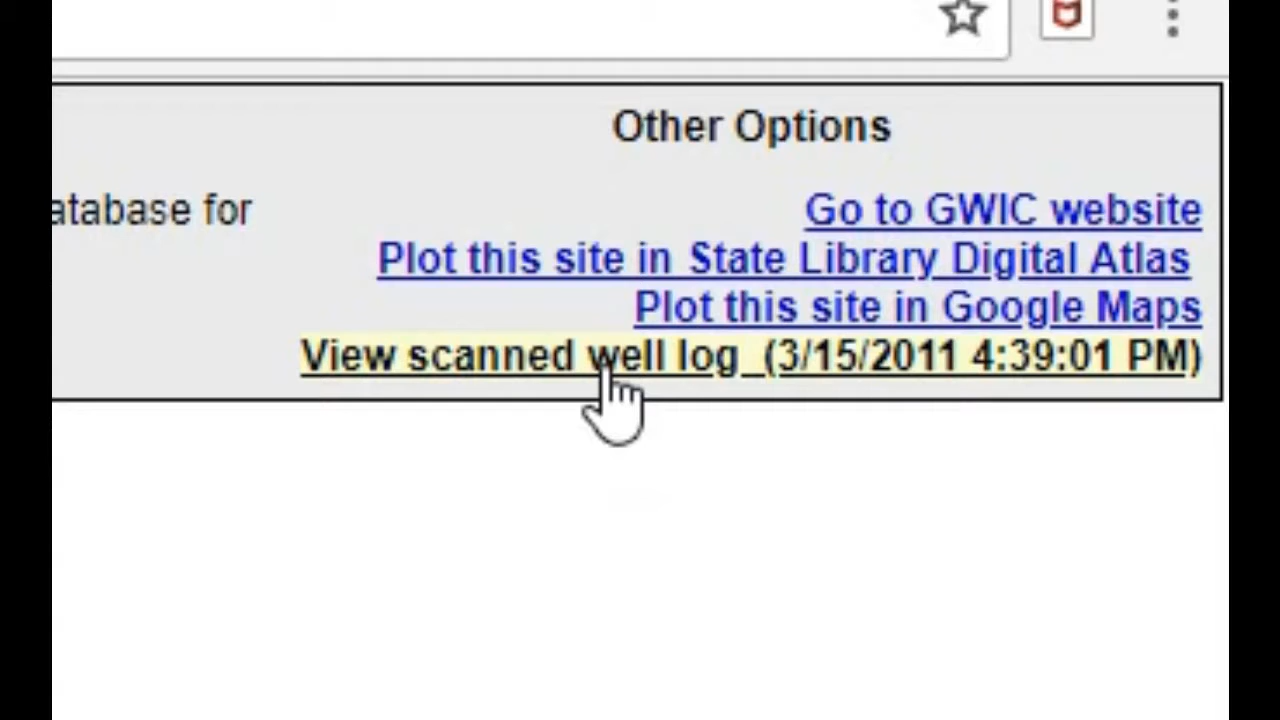 Other Options
atabase for
Go to GWIC website
Plot this site in State Library Digital Atlas
Plot this site in Google Maps
View scanned well log (3/15/2011 4:39:01 PM)